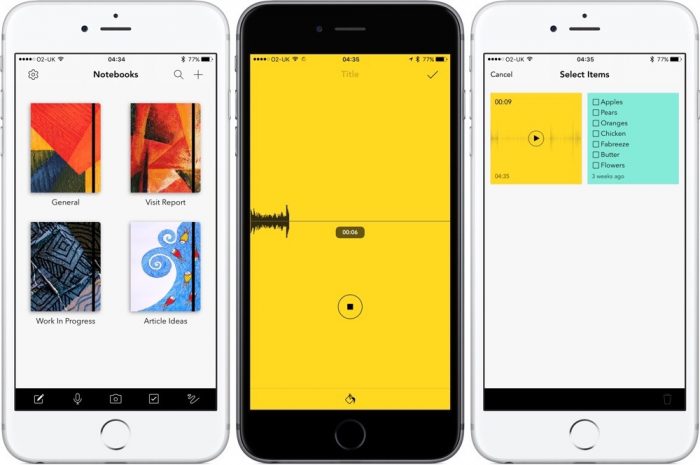 O2-UK 04:34 77%
Notebooks
General
Visit Report
Work In Progress
Article Ideas
O2-UK 04:35 77%
Title
00:06
O2-UK 04:35 77%
Cancel Select Items
00:09
04:35
Apples
Pears
Oranges
Chicken
Fabreeze
Butter
Flowers
3 weeks ago